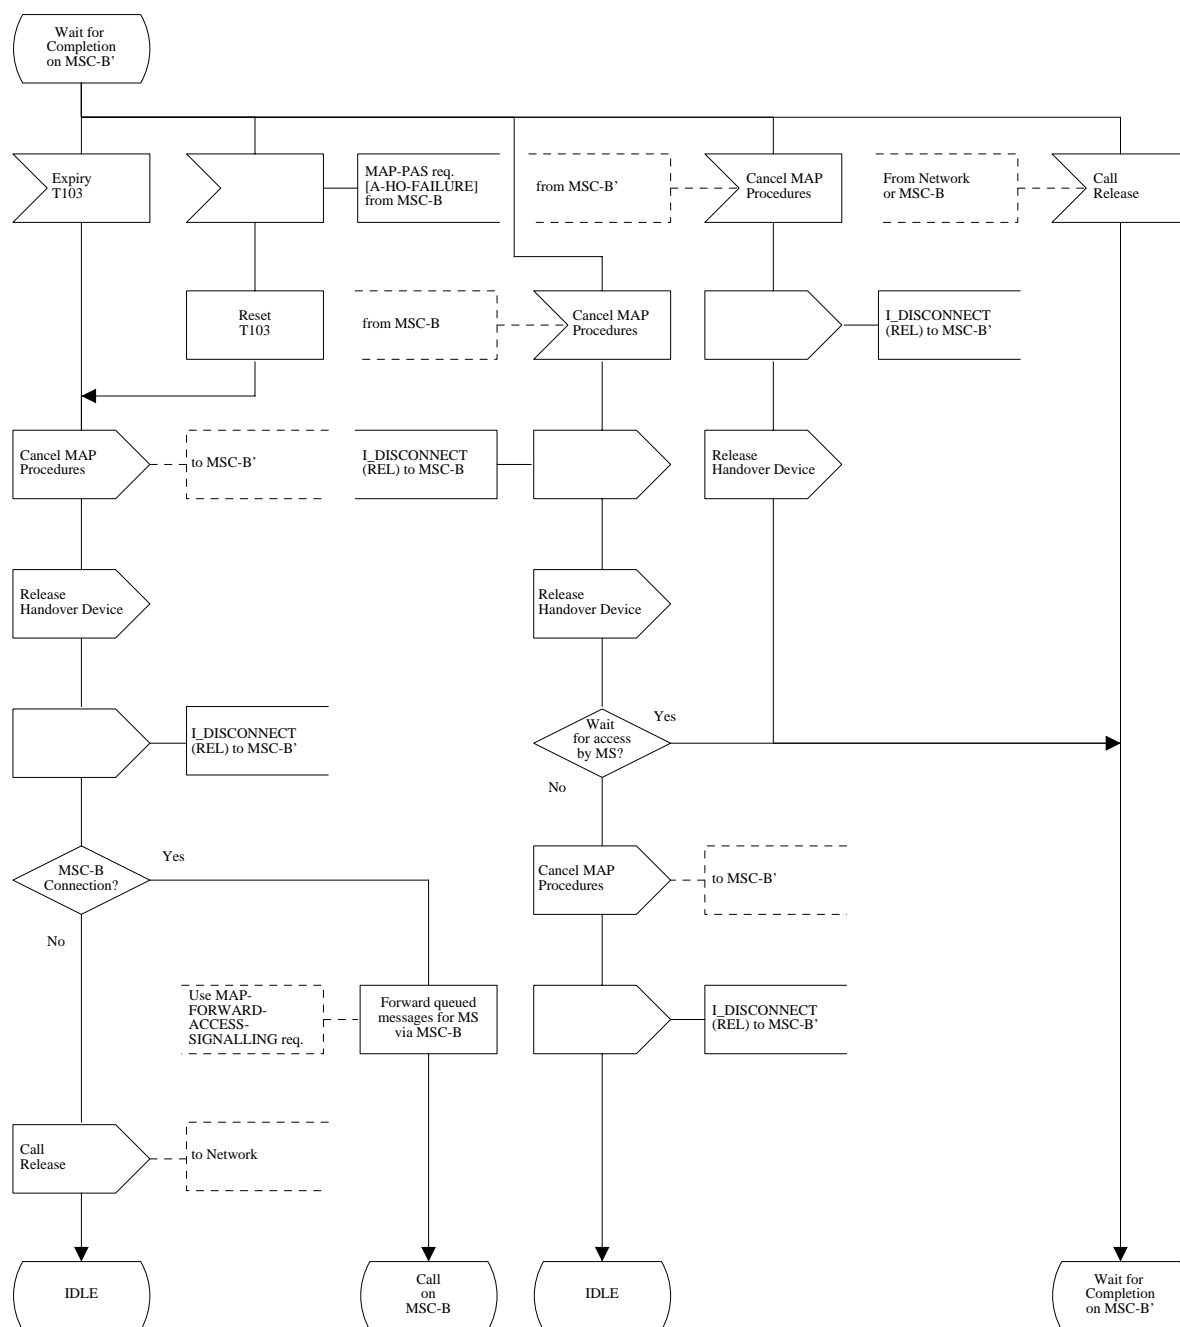 Wait for
Completion
on MSC-B’
Expiry
T103
MAP-PAS req.
[A-HO-FAILURE]
from MSC-B
from MSC-B’
Cancel MAP
Procedures
From Network
or MSC-B
Call
Release
Reset
T103
from MSC-B
Cancel MAP
Procedures
I_DISCONNECT
(REL) to MSC-B’
Cancel MAP
Procedures
to MSC-B’
I_DISCONNECT
(REL) to MSC-B
Release
Handover Device
Release
Handover Device
Release
Handover Device
I_DISCONNECT
(REL) to MSC-B’
Wait
for access
by MS?
Yes
No
MSC-B
Connection?
Yes
No
Cancel MAP
Procedures
to MSC-B’
Use MAP-
FORWARD-
ACCESS-
SIGNALLING req.
Forward queued
messages for MS
via MSC-B
I_DISCONNECT
(REL) to MSC-B’
Call
Release
to Network
IDLE
Call
on
MSC-B
IDLE
Wait for
Completion
on MSC-B’